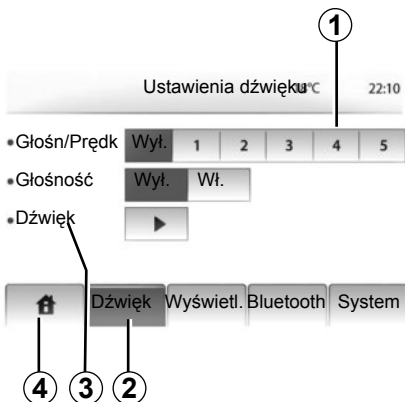 1
Ustawienia dźwięku 18°C 22:10
Głośn/Prędk Wył. 1 2 3 4 5
Głośność Wył. Wł.
Dźwięk
Dźwięk Wyświetl. Bluetooth System
4 3 2